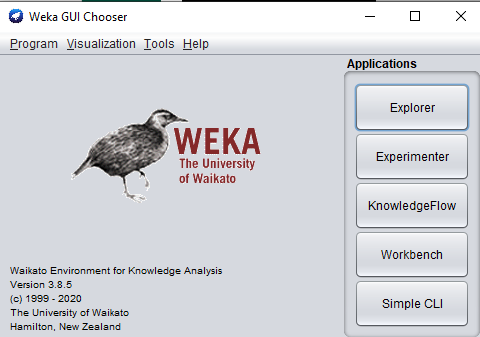 Weka GUI Chooser
Program Visualization Tools Help
Applications
Explorer
Experimenter
KnowledgeFlow
Workbench
Simple CLI
WEKA
The University
of Waikato
Waikato Environment for Knowledge Analysis
Version 3.8.5
(c) 1999 - 2020
The University of Waikato
Hamilton, New Zealand